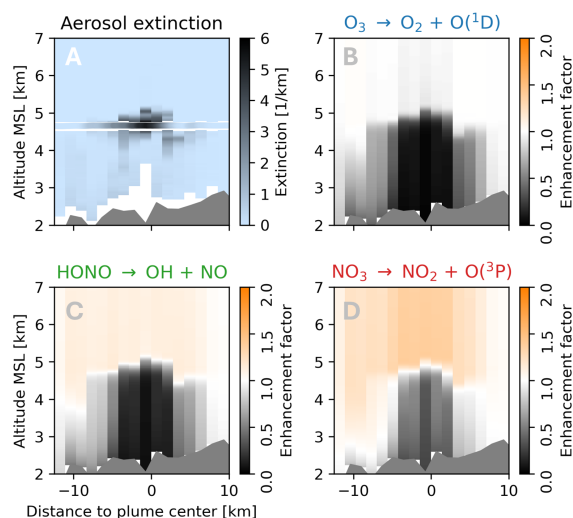 Aerosol extinction
A
7
6
5
4
3
2
Altitude MSL [km]
6
5
4
3
2
1
0
Extinction [1/km]
O₃ → O₂ + O(¹D)
B
7
6
5
4
3
2
2.0
1.5
1.0
0.5
0.0
Enhancement factor
HONO → OH + NO
C
7
6
5
4
3
2
Altitude MSL [km]
−10 0 10
Distance to plume center [km]
2.0
1.5
1.0
0.5
0.0
Enhancement factor
NO₃ → NO₂ + O(³P)
D
7
6
5
4
3
2
−10 0 10
2.0
1.5
1.0
0.5
0.0
Enhancement factor